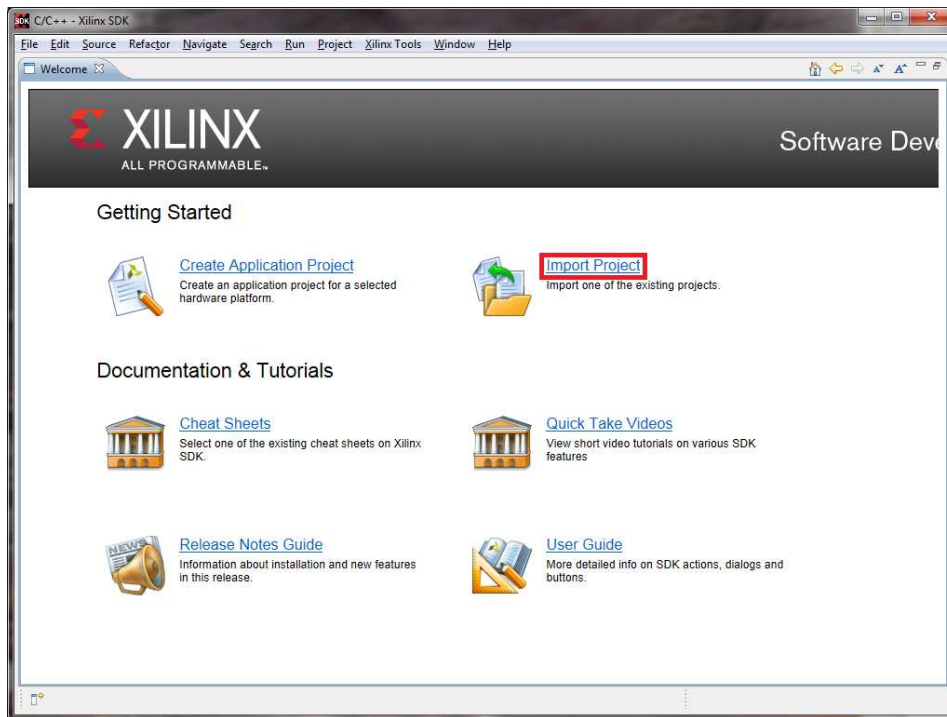 SDK C/C++ - Xilinx SDK
File Edit Source Refactor Navigate Search Run Project Xilinx Tools Window Help
Welcome
XILINX
ALL PROGRAMMABLE™
Software Deve
Getting Started
Create Application Project
Create an application project for a selected
hardware platform.
Import Project
Import one of the existing projects.
Documentation & Tutorials
Cheat Sheets
Select one of the existing cheat sheets on Xilinx
SDK.
Quick Take Videos
View short video tutorials on various SDK
features
NEWS
Release Notes Guide
Information about installation and new features
in this release.
User Guide
More detailed info on SDK actions, dialogs and
buttons.